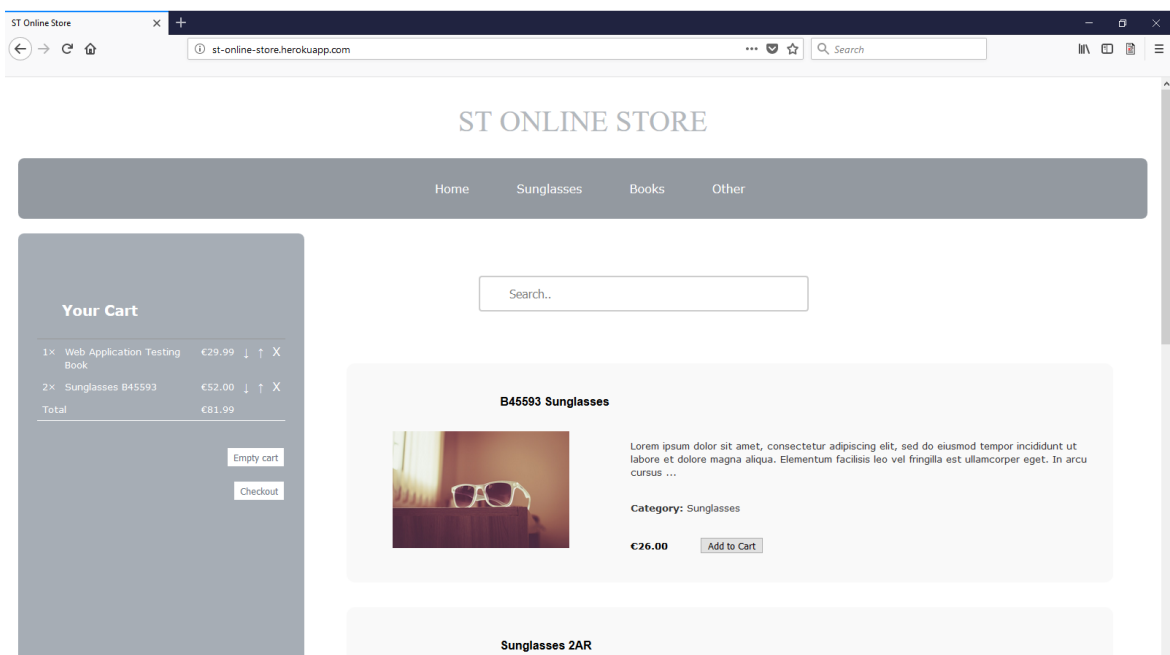 ST Online Store
st-online-store.herokuapp.com
Search
ST ONLINE STORE
Home Sunglasses Books Other
Your Cart
1× Web Application Testing €29.99 ↓ ↑ X
Book
2× Sunglasses B45593 €52.00 ↓ ↑ X
Total €81.99
Empty cart
Checkout
Search..
B45593 Sunglasses
Lorem ipsum dolor sit amet, consectetur adipiscing elit, sed do eiusmod tempor incididunt ut
labore et dolore magna aliqua. Elementum facilisis leo vel fringilla est ullamcorper eget. In arcu
cursus ...
Category: Sunglasses
€26.00 Add to Cart
Sunglasses 2AR